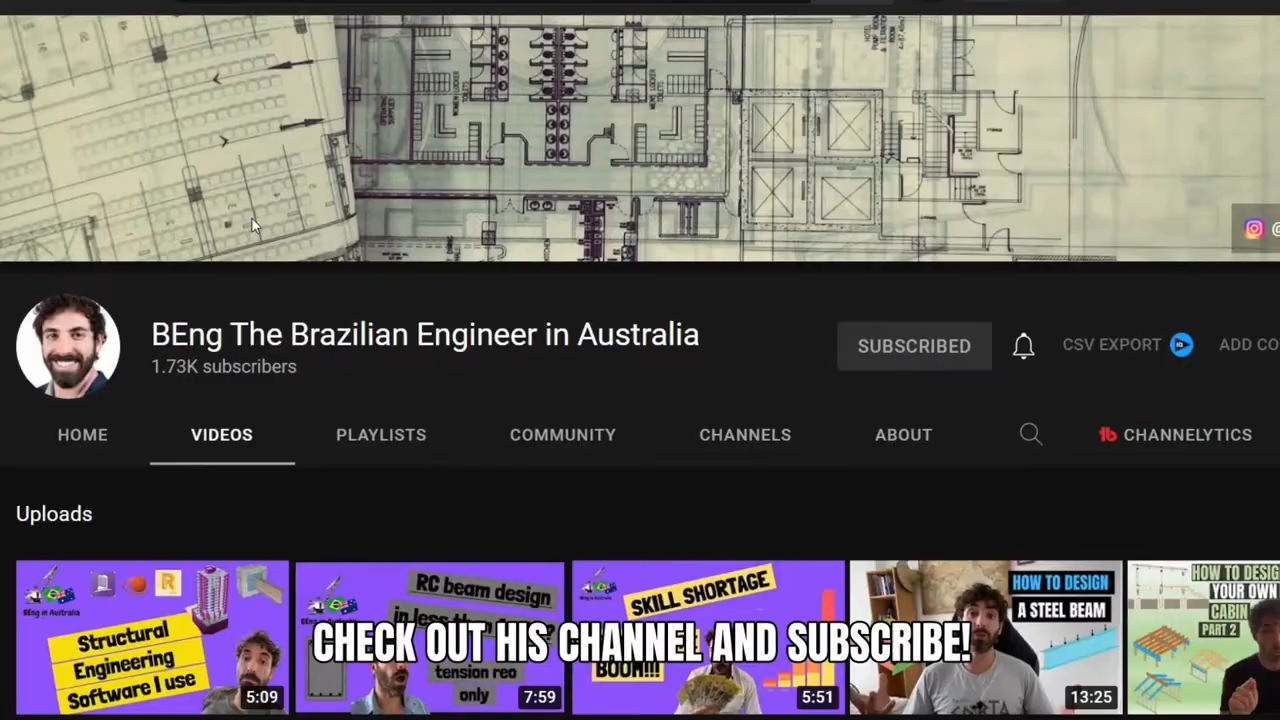 BEng The Brazilian Engineer in Australia
1.73K subscribers
SUBSCRIBED
CSV EXPORT
ADD CO
HOME
VIDEOS
PLAYLISTS
COMMUNITY
CHANNELS
ABOUT
CHANNELYTICS
Uploads
BEng in Australia
Structural
Engineering
Software I use
5:09
RC beam design
in less than
tension reo
only
7:59
SKILL SHORTAGE
BOOM!!!
5:51
HOW TO DESIGN
A STEEL BEAM
13:25
HOW TO DESIG
YOUR OWN
CABIN
PART 2
CHECK OUT HIS CHANNEL AND SUBSCRIBE!